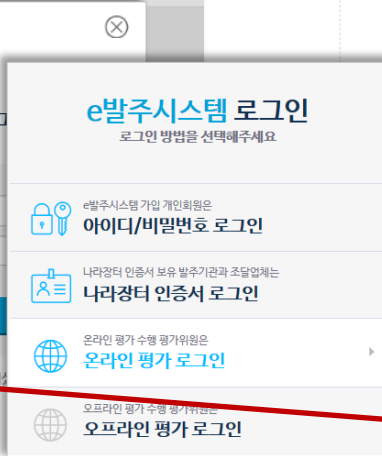 e발주시스템 로그인
로그인 방법을 선택해주세요
e발주시스템 가입 개인회원은
아이디/비밀번호 로그인
나라장터 인증서 보유 발주기관과 조달업체는
나라장터 인증서 로그인
온라인 평가 수행 평가위원은
온라인 평가 로그인
오프라인 평가 수행 평가위원은
오프라인 평가 로그인